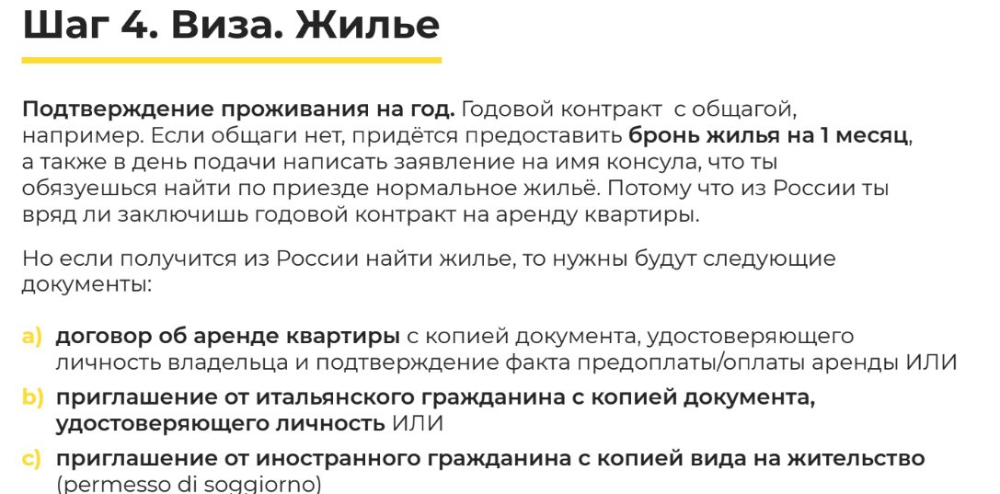 Шаг 4. Виза. Жилье
Подтверждение проживания на год. Годовой контракт с общагой,
например. Если общаги нет, придётся предоставить бронь жилья на 1 месяц,
а также в день подачи написать заявление на имя консула, что ты
обязуешься найти по приезде нормальное жильё. Потому что из России ты
вряд ли заключишь годовой контракт на аренду квартиры.
Но если получится из России найти жилье, то нужны будут следующие
документы:
a) договор об аренде квартиры с копией документа, удостоверяющего
личность владельца и подтверждение факта предоплаты/оплаты аренды ИЛИ
b) приглашение от итальянского гражданина с копией документа,
удостоверяющего личность ИЛИ
c) приглашение от иностранного гражданина с копией вида на жительство
(permesso di soggiorno)